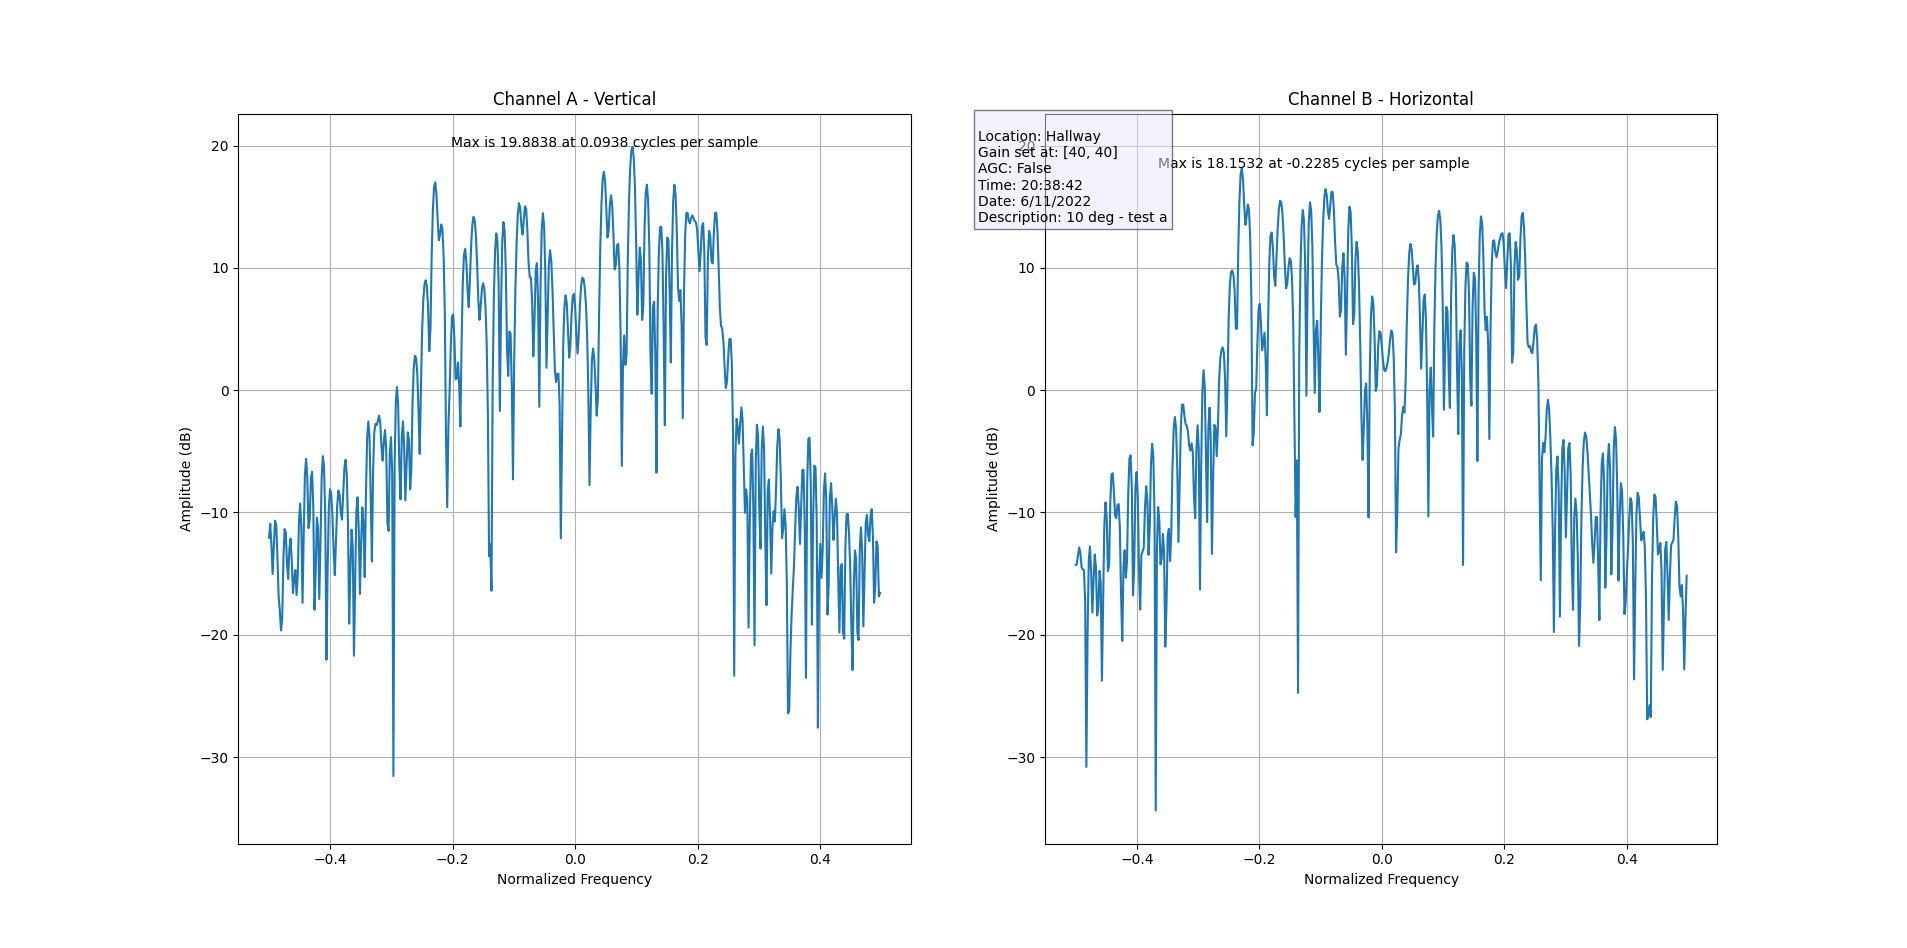 Channel A - Vertical
Max is 19.8838 at 0.0938 cycles per sample
20
10
0
−10
−20
−30
Amplitude (dB)
−0.4 −0.2 0.0 0.2 0.4
Normalized Frequency
Channel B - Horizontal
Location: Hallway
Gain set at: [40, 40]
AGC: False
Time: 20:38:42
Date: 6/11/2022
Description: 10 deg - test a
Max is 18.1532 at -0.2285 cycles per sample
20
10
0
−10
−20
−30
Amplitude (dB)
−0.4 −0.2 0.0 0.2 0.4
Normalized Frequency